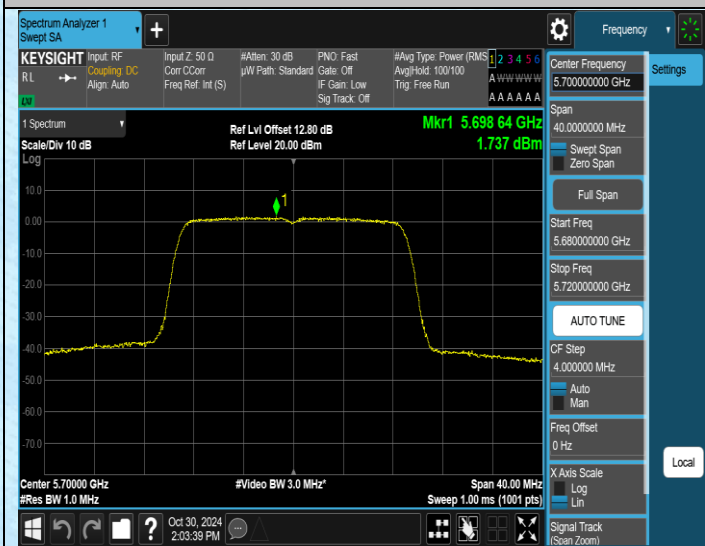 Spectrum Analyzer 1
Swept SA
+
Frequency
KEYSIGHT
RL
LXI
Input: RF
Coupling: DC
Align: Auto
Input Z: 50 Ω
Corr CCorr
Freq Ref: Int (S)
#Atten: 30 dB
µW Path: Standard
PNO: Fast
Gate: Off
IF Gain: Low
Sig Track: Off
#Avg Type: Power (RMS
Avg|Hold: 100/100
Trig: Free Run
1 2 3 4 5 6
A W W W W W
A A A A A A
1 Spectrum
Scale/Div 10 dB
Ref Lvl Offset 12.80 dB
Ref Level 20.00 dBm
Mkr1 5.698 64 GHz
1.737 dBm
Log
10.0
0.00
-10.0
-20.0
-30.0
-40.0
-50.0
-60.0
-70.0
1
Center 5.70000 GHz
#Res BW 1.0 MHz
#Video BW 3.0 MHz*
Span 40.00 MHz
Sweep 1.00 ms (1001 pts)
?
Oct 30, 2024
2:03:39 PM
Center Frequency
5.700000000 GHz
Settings
Span
40.0000000 MHz
Swept Span
Zero Span
Full Span
Start Freq
5.680000000 GHz
Stop Freq
5.720000000 GHz
AUTO TUNE
CF Step
4.000000 MHz
Auto
Man
Freq Offset
0 Hz
X Axis Scale
Log
Lin
Local
Signal Track
(Span Zoom)